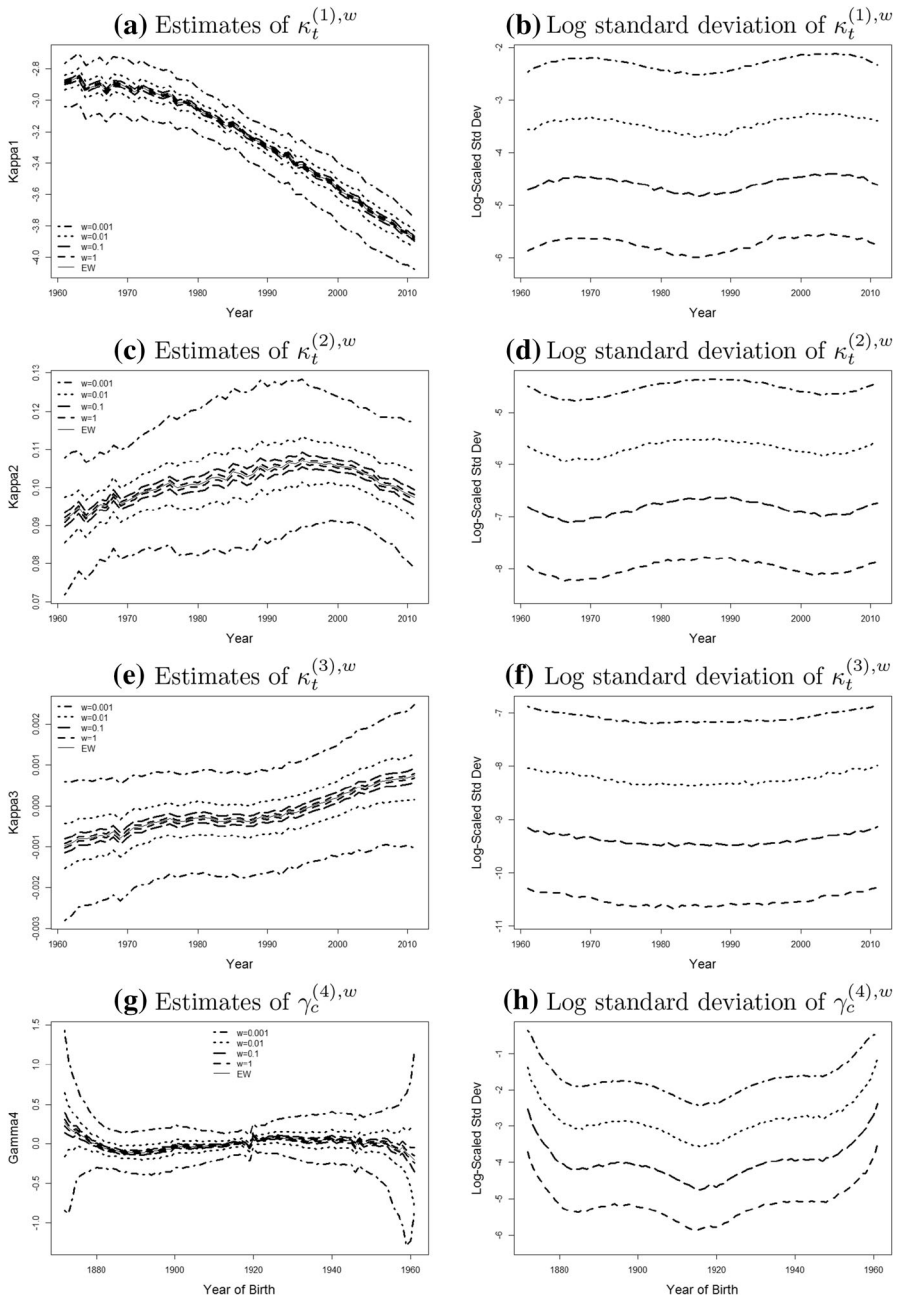 (a) Estimates of κ_t^{(1),w}
(b) Log standard deviation of κ_t^{(1),w}
Kappa1
-2.8
-3.0
-3.2
-3.4
-3.6
-3.8
-4.0
w=0.001
w=0.01
w=0.1
w=1
EW
1960 1970 1980 1990 2000 2010
Year
Log-Scaled Std Dev
-2
-3
-4
-5
-6
1960 1970 1980 1990 2000 2010
Year
(c) Estimates of κ_t^{(2),w}
(d) Log standard deviation of κ_t^{(2),w}
Kappa2
0.13
0.12
0.11
0.10
0.09
0.08
0.07
w=0.001
w=0.01
w=0.1
w=1
EW
1960 1970 1980 1990 2000 2010
Year
Log-Scaled Std Dev
-5
-6
-7
-8
1960 1970 1980 1990 2000 2010
Year
(e) Estimates of κ_t^{(3),w}
(f) Log standard deviation of κ_t^{(3),w}
Kappa3
0.002
0.001
0.000
-0.001
-0.002
-0.003
w=0.001
w=0.01
w=0.1
w=1
EW
1960 1970 1980 1990 2000 2010
Year
Log-Scaled Std Dev
-7
-8
-9
-10
-11
1960 1970 1980 1990 2000 2010
Year
(g) Estimates of γ_c^{(4),w}
(h) Log standard deviation of γ_c^{(4),w}
Gamma4
1.5
1.0
0.5
0.0
-0.5
-1.0
w=0.001
w=0.01
w=0.1
w=1
EW
1880 1900 1920 1940 1960
Year of Birth
Log-Scaled Std Dev
-1
-2
-3
-4
-5
-6
1880 1900 1920 1940 1960
Year of Birth